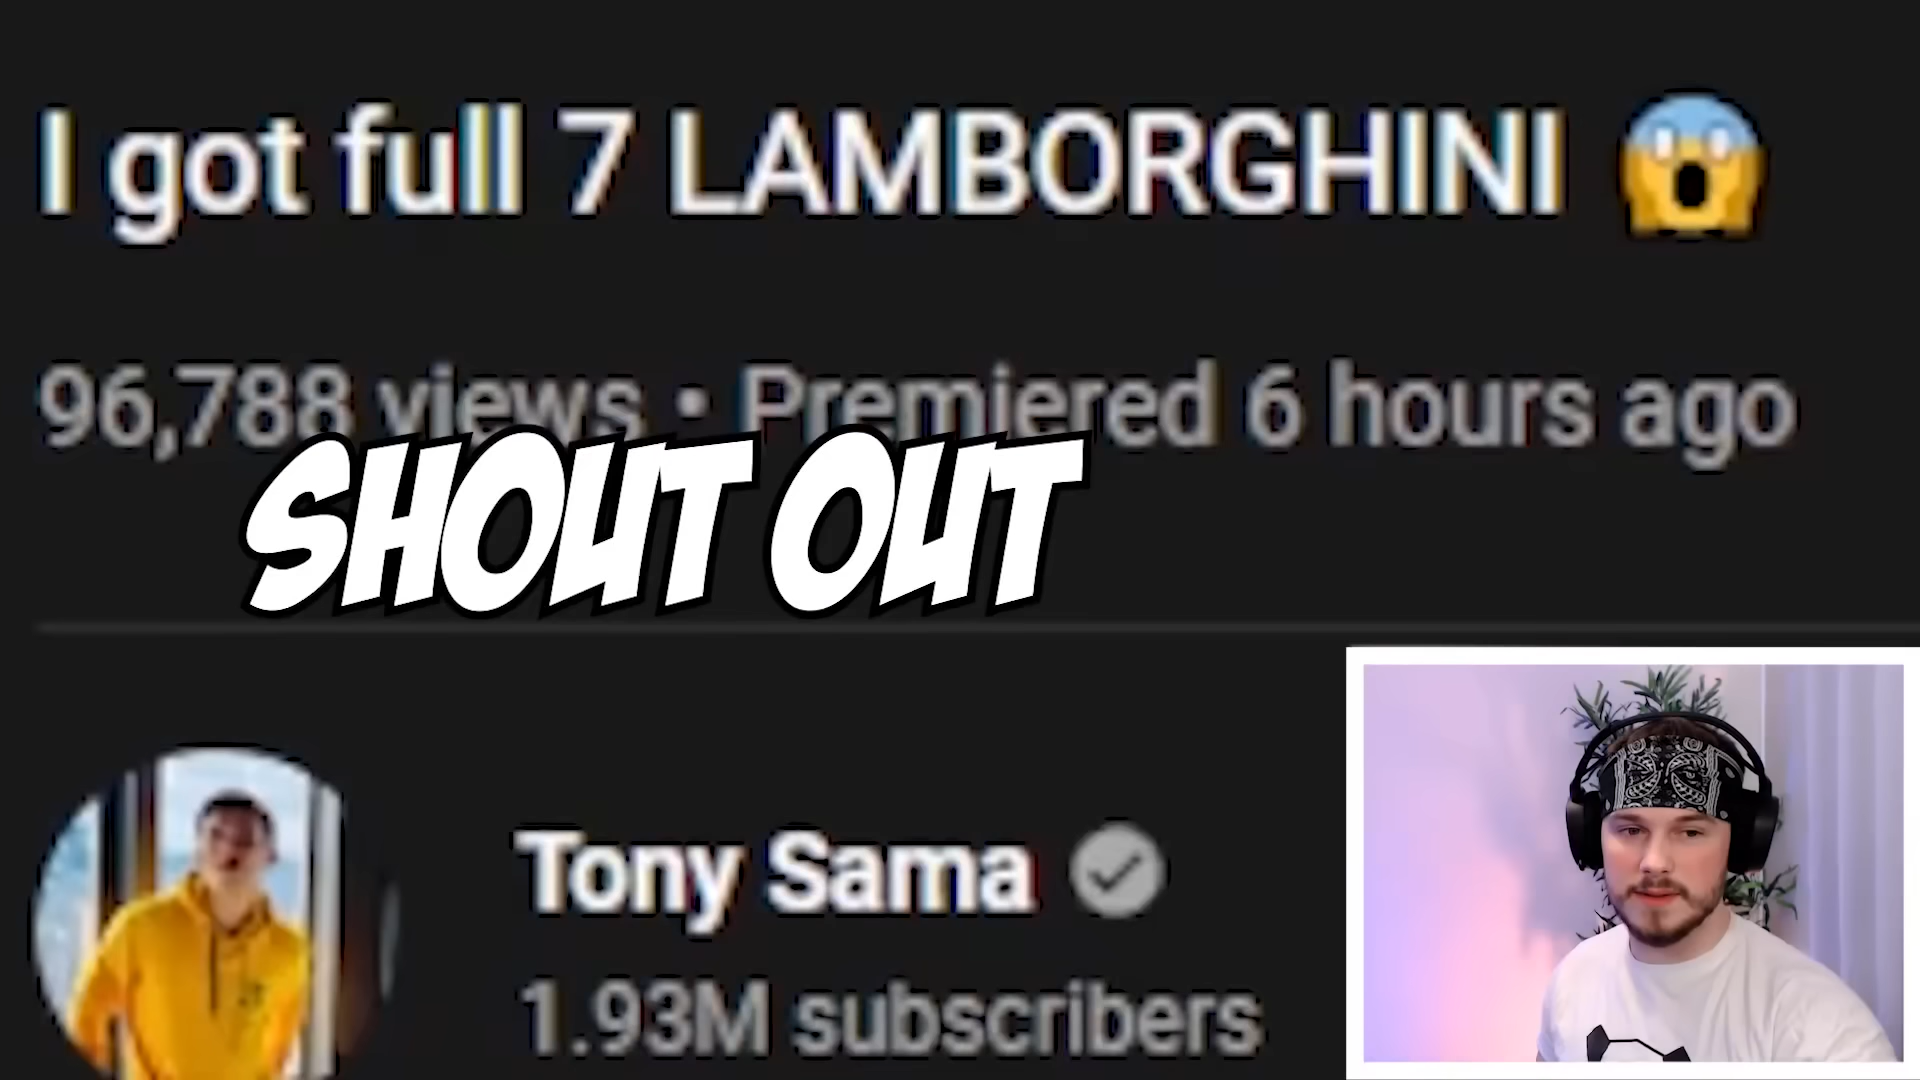 I got full 7 LAMBORGHINI 😱
96,788 views • Premiered 6 hours ago
SHOUT OUT
Tony Sama
1.93M subscribers